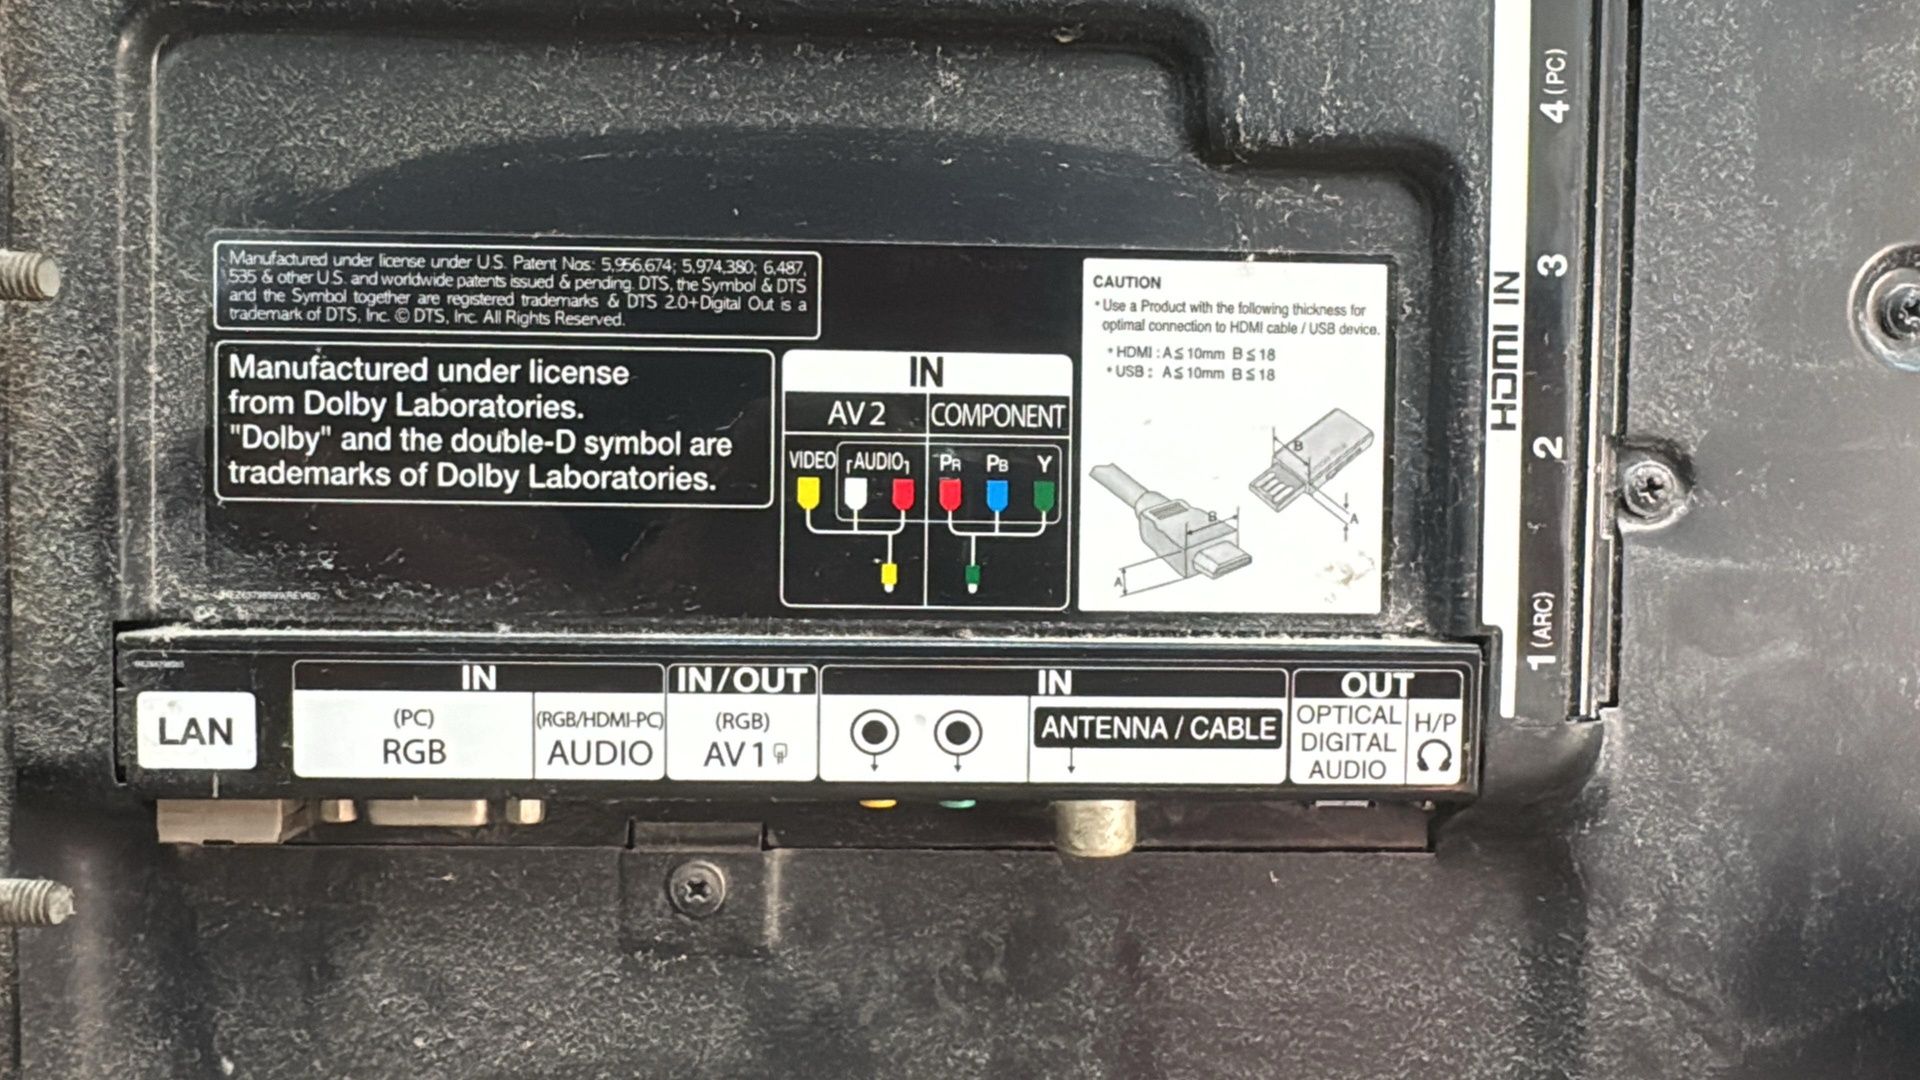 Manufactured under license under U.S. Patent Nos: 5,956,674; 5,974,380; 6,487,
535 & other U.S. and worldwide patents issued & pending. DTS, the Symbol & DTS
and the Symbol together are registered trademarks & DTS 2.0+Digital Out is a
trademark of DTS, Inc. © DTS, Inc. All Rights Reserved.
Manufactured under license
from Dolby Laboratories.
"Dolby" and the double-D symbol are
trademarks of Dolby Laboratories.
IN
AV 2 COMPONENT
VIDEO AUDIO PR PB Y
CAUTION
* Use a Product with the following thickness for
optimal connection to HDMI cable / USB device.
* HDMI : A ≤ 10mm B ≤ 18
* USB : A ≤ 10mm B ≤ 18
B
A
B
A
HDMI IN
4 (PC)
3
2
1 (ARC)
LAN
IN
(PC)
RGB
(RGB/HDMI-PC)
AUDIO
IN/OUT
(RGB)
AV 1
IN
ANTENNA / CABLE
OUT
OPTICAL
DIGITAL
AUDIO
H/P